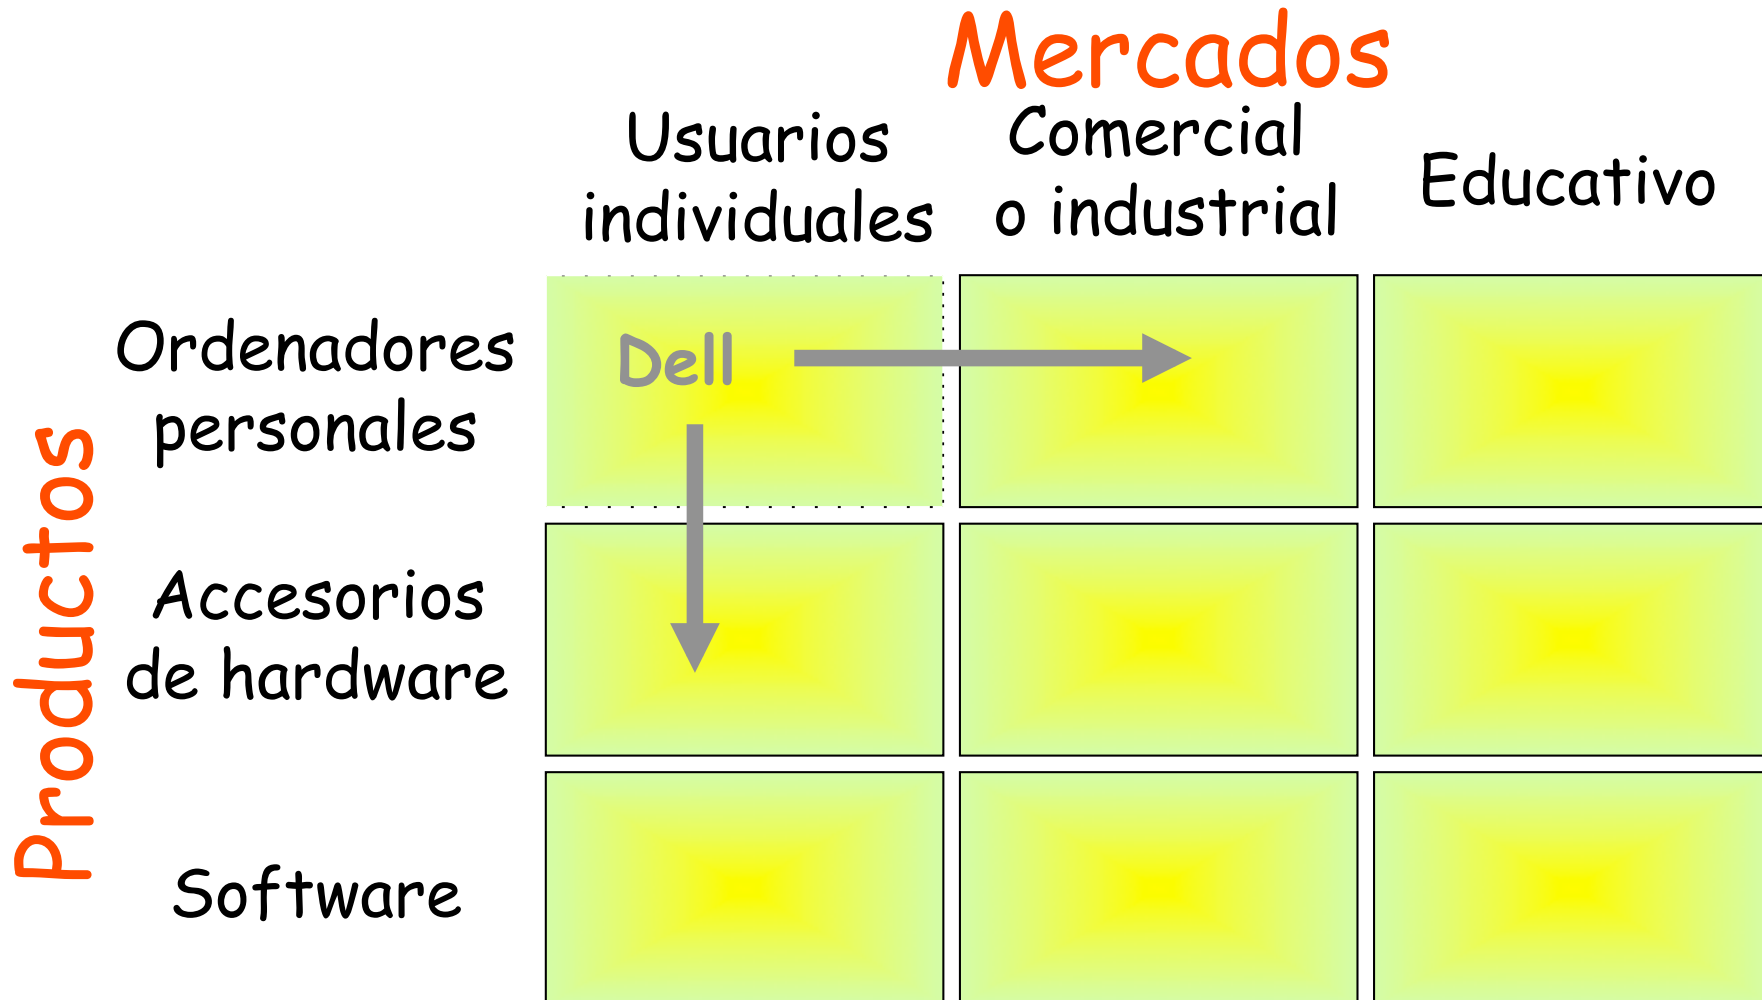 Mercados
Usuarios
individuales
Comercial
o industrial
Educativo
Productos
Ordenadores
personales
Dell
Accesorios
de hardware
Software